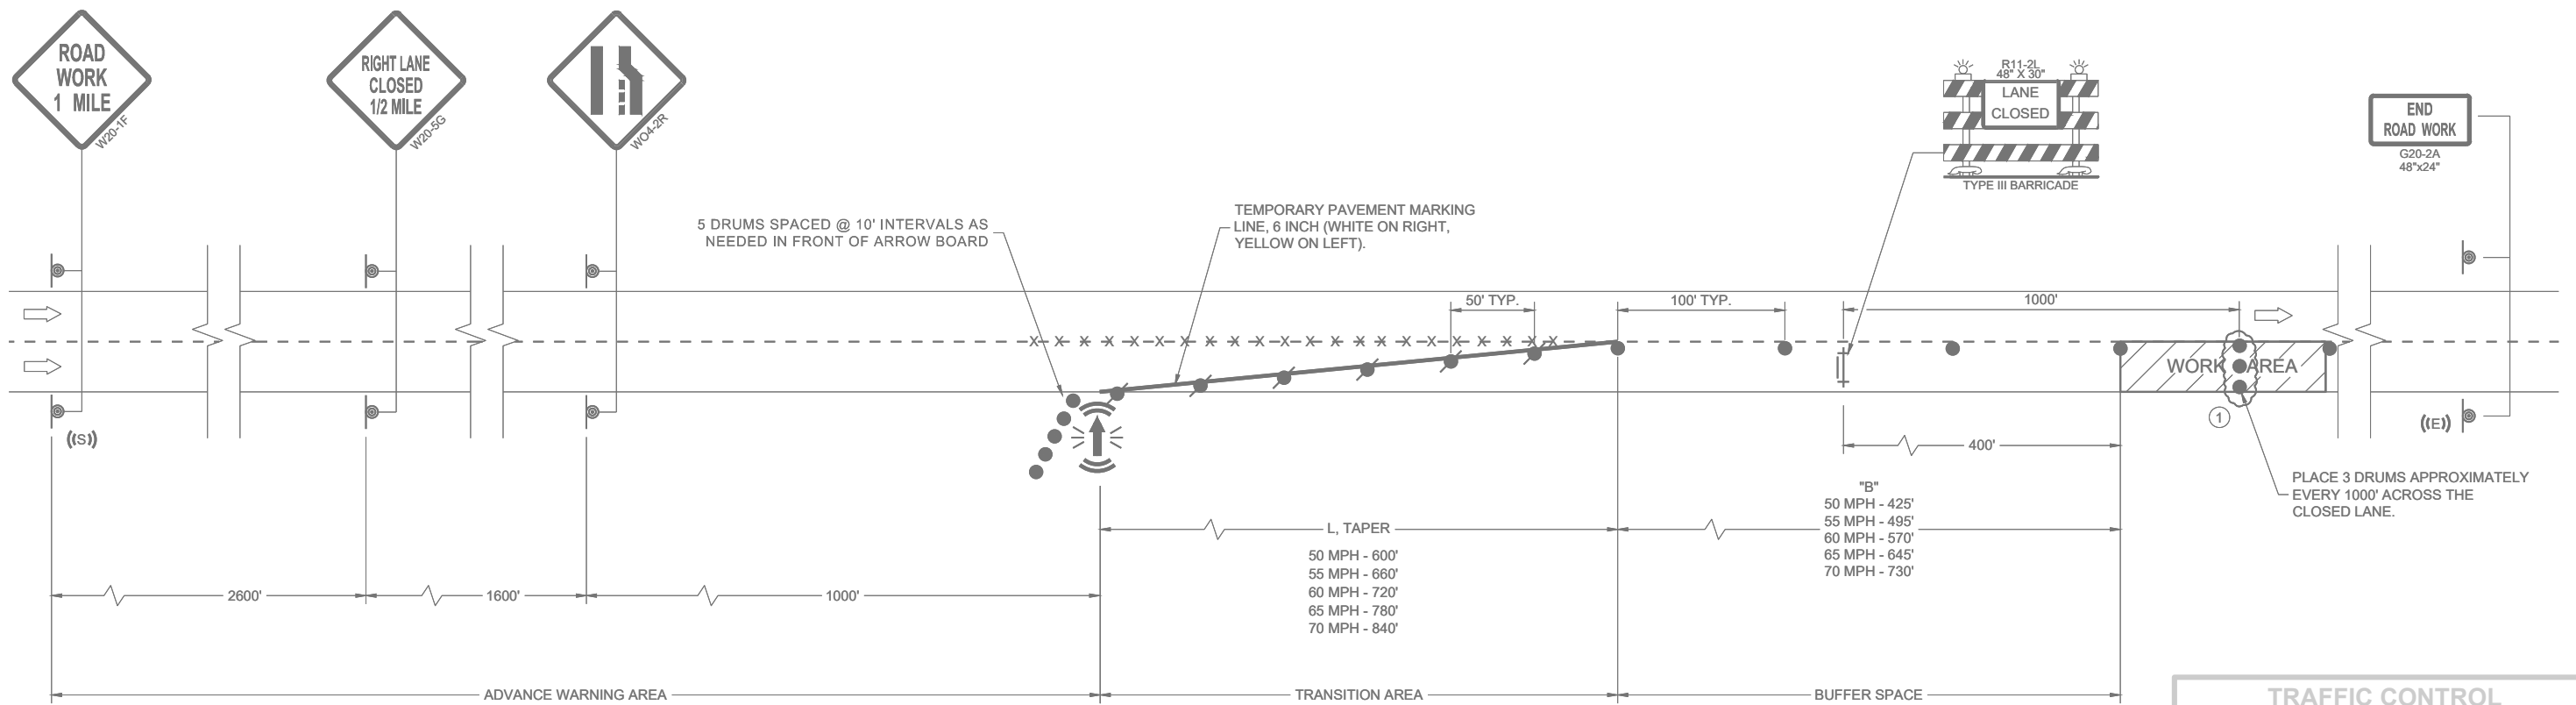 ROAD
WORK
1 MILE
W20-1F
RIGHT LANE
CLOSED
1/2 MILE
W20-5G
WO4-2R
R11-2L
48" X 30"
LANE
CLOSED
TYPE III BARRICADE
END
ROAD WORK
G20-2A
48"x24"
5 DRUMS SPACED @ 10' INTERVALS AS
NEEDED IN FRONT OF ARROW BOARD
TEMPORARY PAVEMENT MARKING
LINE, 6 INCH (WHITE ON RIGHT,
YELLOW ON LEFT).
50' TYP.
100' TYP.
1000'
X X X X X X X X X X X X X X X X X X X X X
WORK AREA
((S))
1
((E))
400'
PLACE 3 DRUMS APPROXIMATELY
EVERY 1000' ACROSS THE
CLOSED LANE.
"B"
50 MPH - 425'
55 MPH - 495'
60 MPH - 570'
65 MPH - 645'
70 MPH - 730'
L, TAPER
50 MPH - 600'
55 MPH - 660'
60 MPH - 720'
65 MPH - 780'
70 MPH - 840'
2600'
1600'
1000'
ADVANCE WARNING AREA
TRANSITION AREA
BUFFER SPACE
TRAFFIC CONTROL